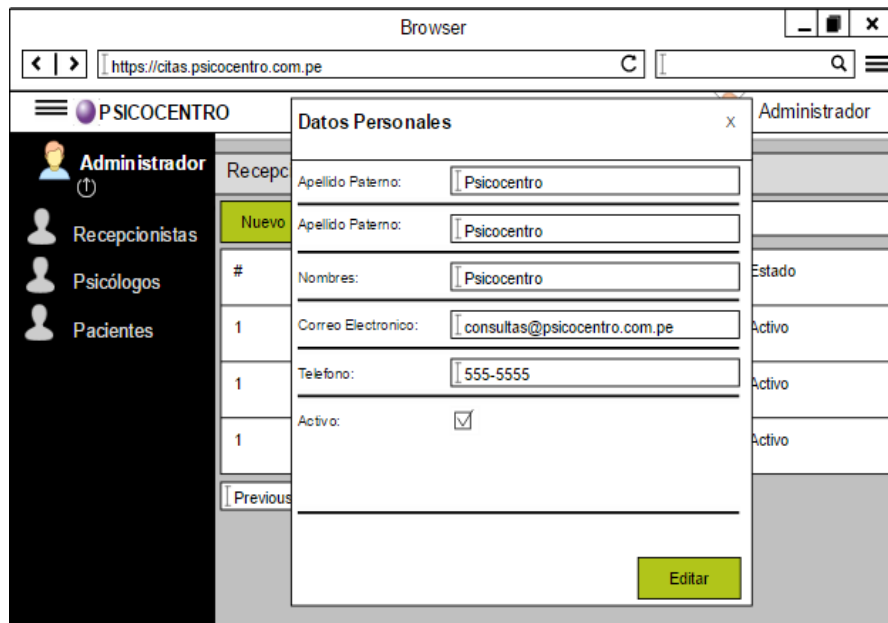 Browser
https://citas.psicocentro.com.pe
PSICOCENTRO
Administrador
Administrador
Recepcionistas
Psicólogos
Pacientes
Recepc
Nuevo
#
Estado
1
Activo
1
Activo
1
Activo
Previous
Datos Personales
X
Apellido Paterno:
Psicocentro
Apellido Paterno:
Psicocentro
Nombres:
Psicocentro
Correo Electronico:
consultas@psicocentro.com.pe
Telefono:
555-5555
Activo:
Editar